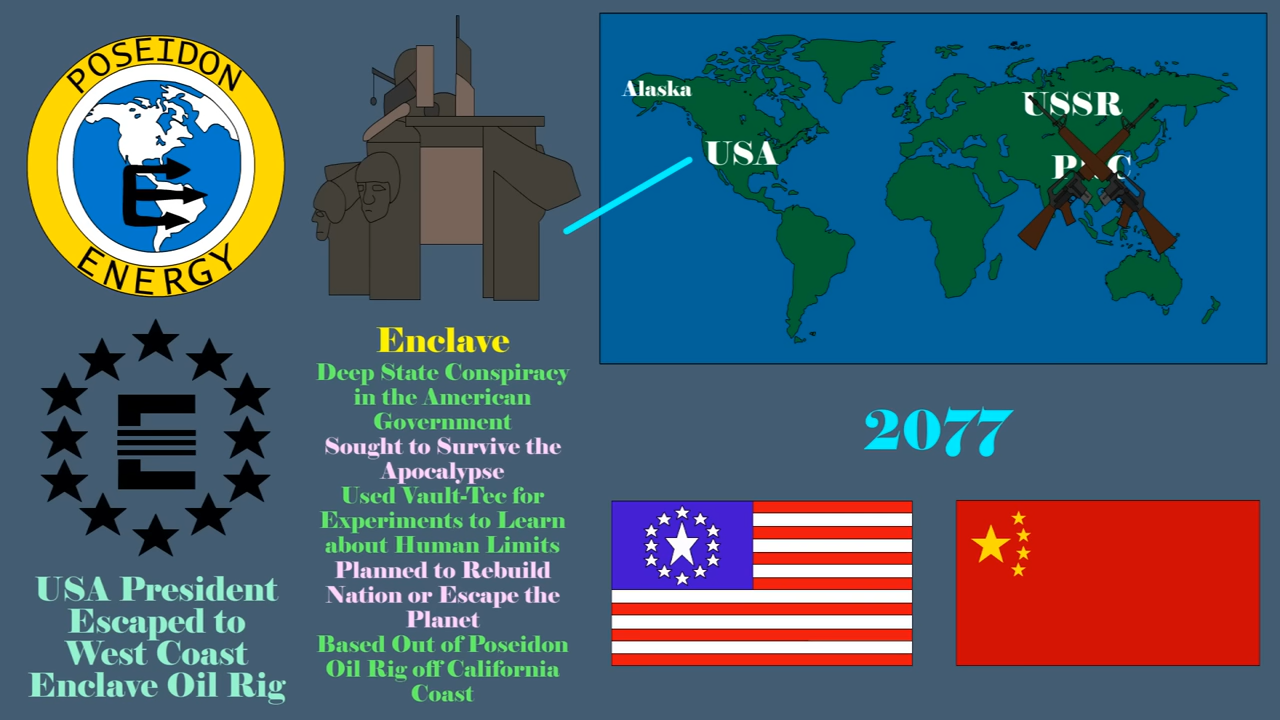 POSEIDON
ENERGY
E
USA President
Escaped to
West Coast
Enclave Oil Rig
Enclave
Deep State Conspiracy
in the American
Government
Sought to Survive the
Apocalypse
Used Vault-Tec for
Experiments to Learn
about Human Limits
Planned to Rebuild
Nation or Escape the
Planet
Based Out of Poseidon
Oil Rig off California
Coast
Alaska
USA
USSR
PRC
2077